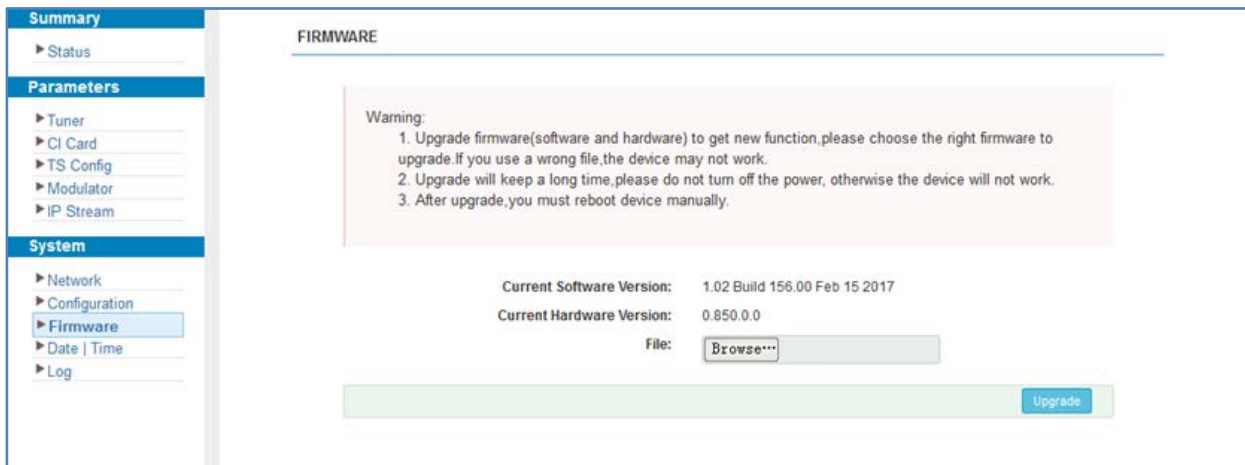 Summary
Status
Parameters
Tuner
CI Card
TS Config
Modulator
IP Stream
System
Network
Configuration
Firmware
Date | Time
Log
FIRMWARE
Warning:
1. Upgrade firmware(software and hardware) to get new function,please choose the right firmware to
upgrade.If you use a wrong file,the device may not work.
2. Upgrade will keep a long time,please do not turn off the power, otherwise the device will not work.
3. After upgrade,you must reboot device manually.
Current Software Version: 1.02 Build 156.00 Feb 15 2017
Current Hardware Version: 0.850.0.0
File: Browse···
Upgrade